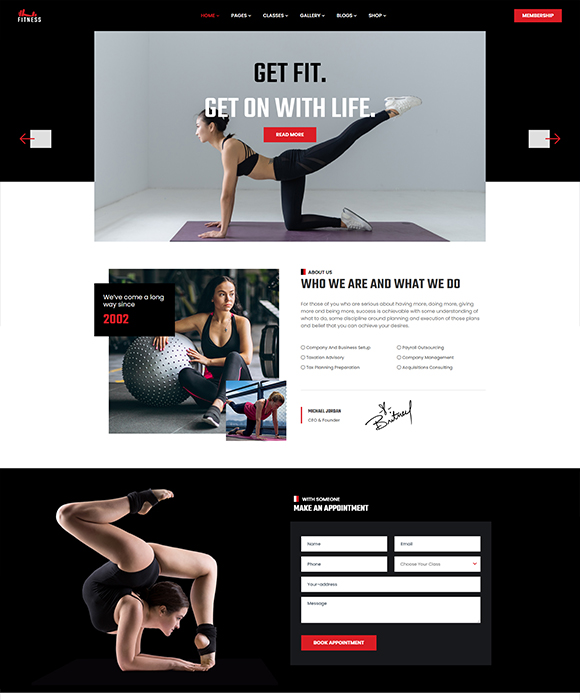 FITNESS
HOME
PAGES
CLASSES
GALLERY
BLOGS
SHOP
MEMBERSHIP
GET FIT.
GET ON WITH LIFE.
READ MORE
We've come a long
way since
2002
ABOUT US
WHO WE ARE AND WHAT WE DO
For those of you who are serious about having more, doing more, giving
more and being more, success is achievable with some understanding of
what to do, some discipline around planning and execution of those plans
and belief that you can achieve your desires.
Company And Business Setup
Payroll Outsourcing
Taxation Advisory
Company Management
Tax Planning Preparation
Acquisitions Consulting
MICHAEL JORDAN
CEO & Founder
Britney
WITH SOMEONE
MAKE AN APPOINTMENT
Name
Email
Phone
Choose Your Class
Your-address
Message
BOOK APPOINTMENT